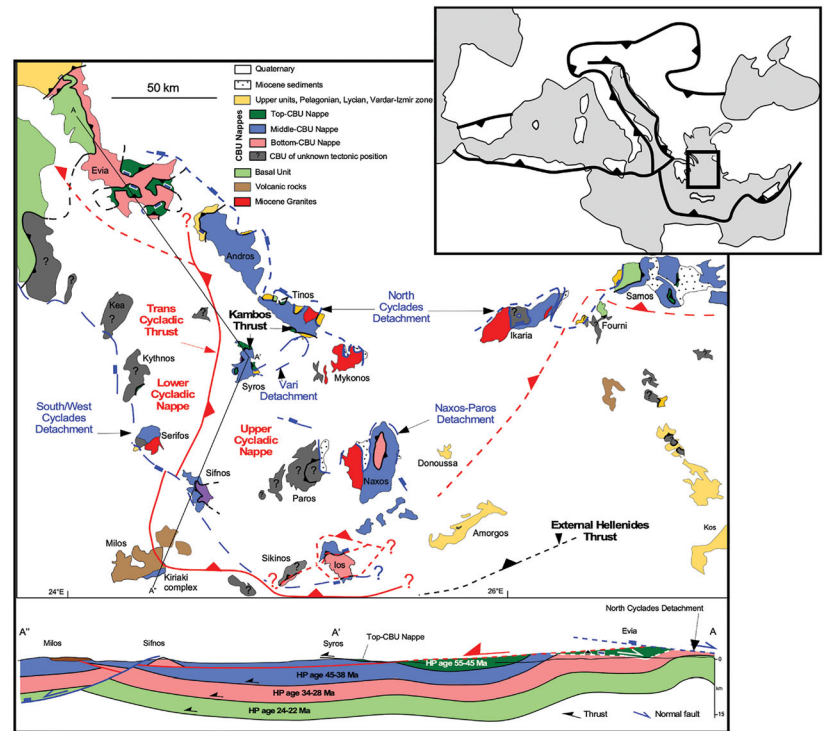 50 km
Quaternary
Miocene sediments
Upper units, Pelagonian, Lycian, Vardar-Izmir zone
CBU Nappes
Top-CBU Nappe
Middle-CBU Nappe
Bottom-CBU Nappe
? CBU of unknown tectonic position
Basal Unit
Volcanic rocks
Miocene Granites
A
Evia
?
?
?
Andros
Kea
?
?
Trans
Cycladic
Thrust
Tinos
Kambos
Thrust
North
Cyclades
Detachment
Ikaria
?
Samos
Fourni
Kythnos
?
A'
Syros
Vari
Detachment
Mykonos
Lower
Cycladic
Nappe
South/West
Cyclades
Detachment
Serifos
?
Upper
Cycladic
Nappe
Naxos-Paros
Detachment
Sifnos
?
?
?
Paros
Naxos
Donoussa
?
?
?
Milos
Kiriaki
complex
A"
Sikinos
?
?
Ios
?
?
?
Amorgos
External Hellenides
Thrust
Kos
24°E
26°E
North Cyclades Detachment
A"
Milos
Sifnos
Syros
A'
Top-CBU Nappe
Evia
A
HP age 55-45 Ma
HP age 45-38 Ma
HP age 34-28 Ma
HP age 24-22 Ma
0
km
-15
Thrust
Normal fault